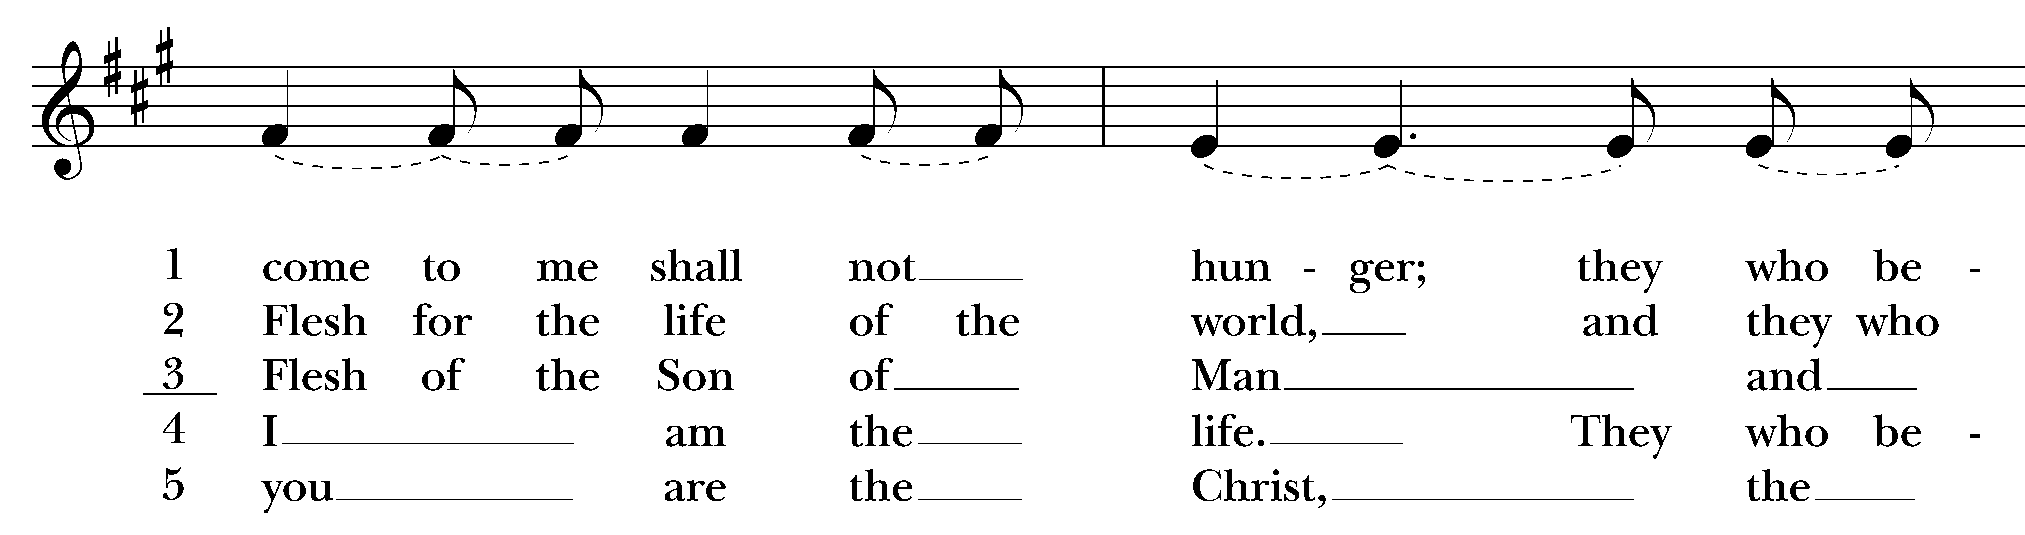 1 come to me shall not hun - ger; they who be -
2 Flesh for the life of the world, and they who
3 Flesh of the Son of Man and
4 I am the life. They who be -
5 you are the Christ, the